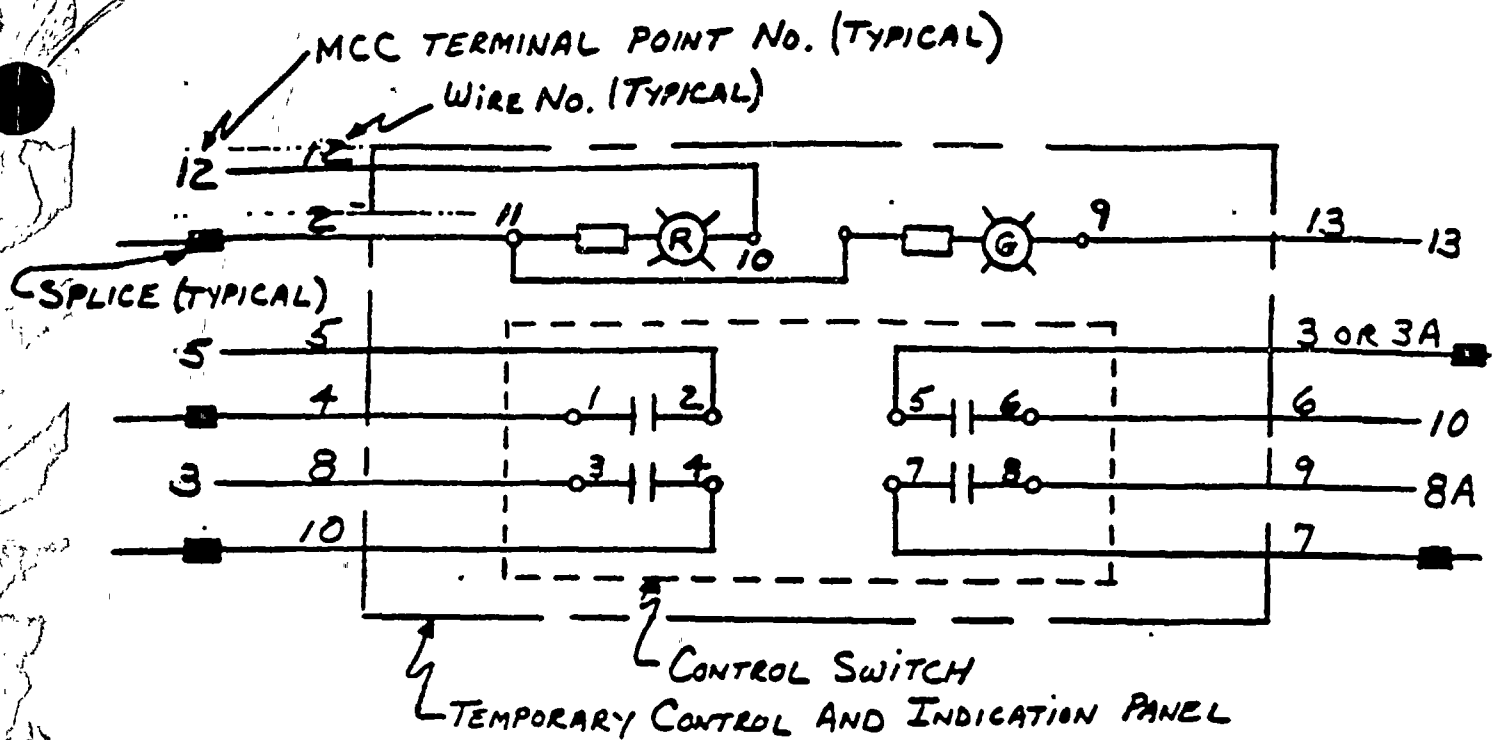 MCC TERMINAL POINT No. (TYPICAL)
WIRE No. (TYPICAL)
12 12
2 11 R 10 G 9 13 13
SPLICE (TYPICAL)
5 5 3 OR 3A
4 1 2 5 6 6 10
3 8 3 4 7 8 9 8A
10 7
CONTROL SWITCH
TEMPORARY CONTROL AND INDICATION PANEL